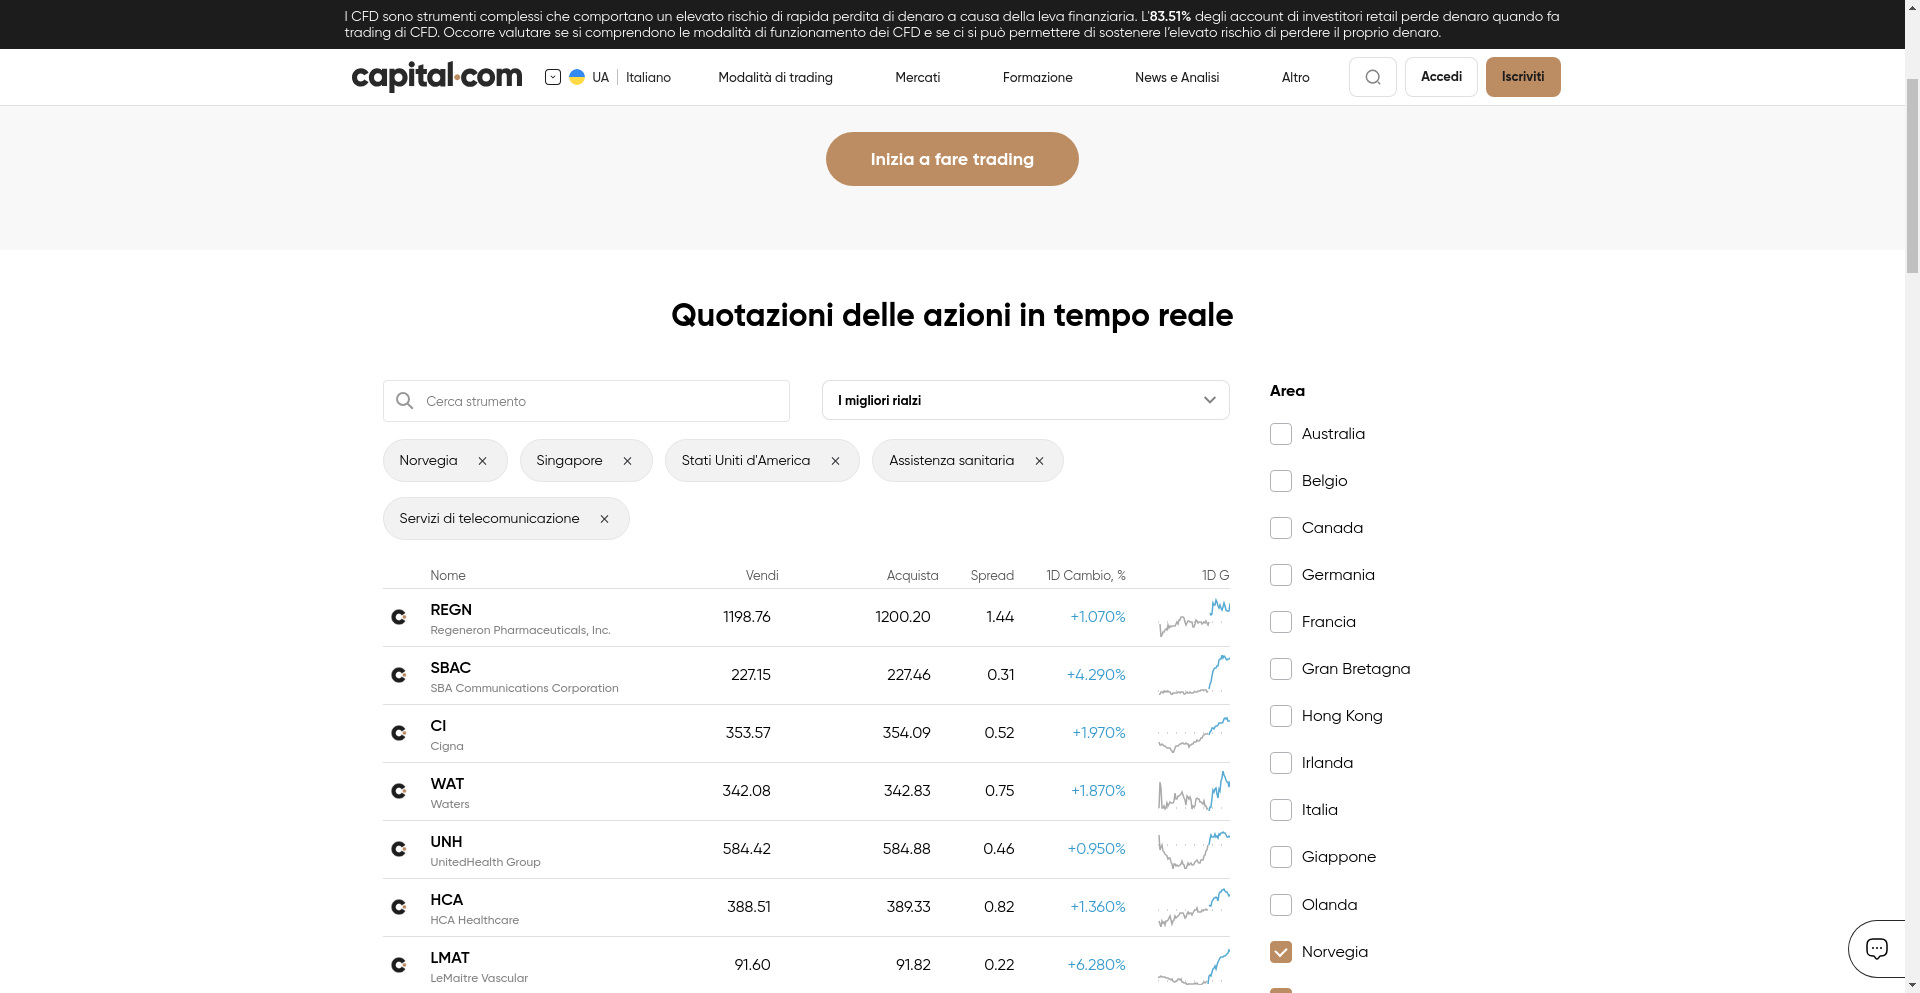 I CFD sono strumenti complessi che comportano un elevato rischio di rapida perdita di denaro a causa della leva finanziaria. L'83.51% degli account di investitori retail perde denaro quando fa
trading di CFD. Occorre valutare se si comprendono le modalità di funzionamento dei CFD e se ci si può permettere di sostenere l'elevato rischio di perdere il proprio denaro.
capital.com UA Italiano Modalità di trading Mercati Formazione News e Analisi Altro Accedi Iscriviti
Inizia a fare trading
Quotazioni delle azioni in tempo reale
Cerca strumento
I migliori rialzi
Norvegia
Singapore
Stati Uniti d'America
Assistenza sanitaria
Servizi di telecomunicazione
Nome Vendi Acquista Spread 1D Cambio, % 1D G
REGN 1198.76 1200.20 1.44 +1.070%
Regeneron Pharmaceuticals, Inc.
SBAC 227.15 227.46 0.31 +4.290%
SBA Communications Corporation
CI 353.57 354.09 0.52 +1.970%
Cigna
WAT 342.08 342.83 0.75 +1.870%
Waters
UNH 584.42 584.88 0.46 +0.950%
UnitedHealth Group
HCA 388.51 389.33 0.82 +1.360%
HCA Healthcare
LMAT 91.60 91.82 0.22 +6.280%
LeMaitre Vascular
Area
Australia
Belgio
Canada
Germania
Francia
Gran Bretagna
Hong Kong
Irlanda
Italia
Giappone
Olanda
Norvegia